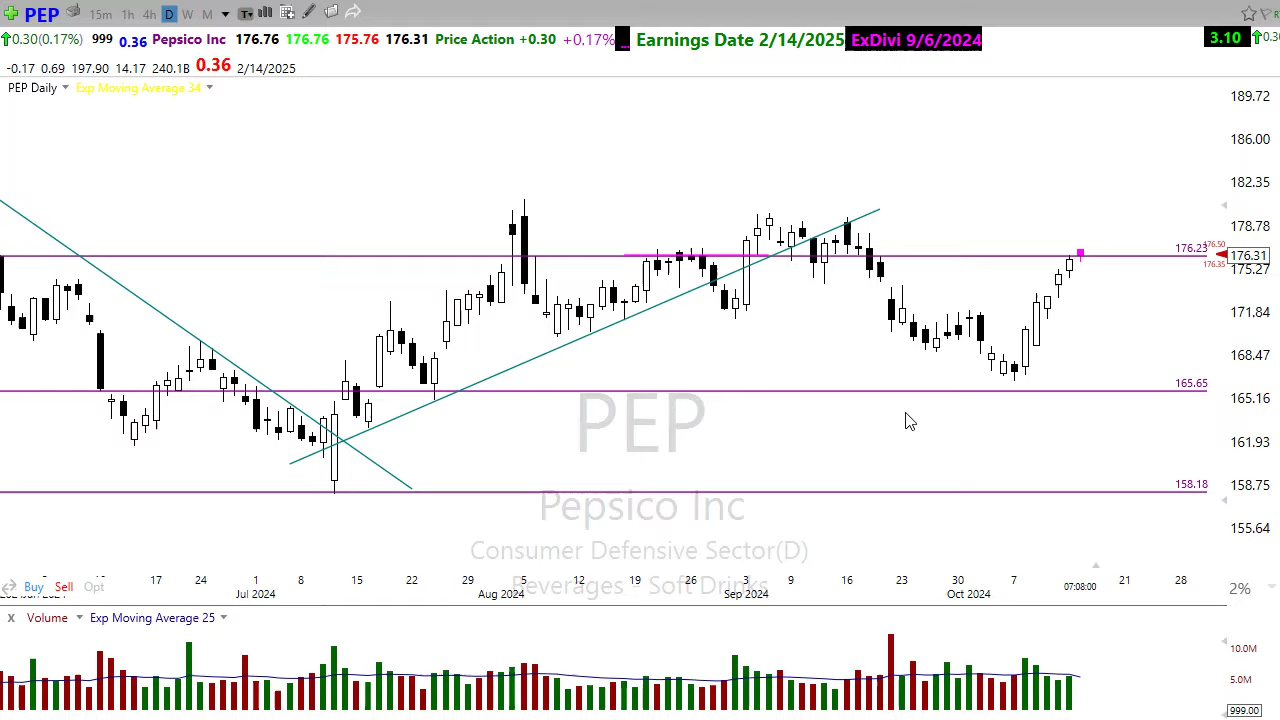 PEP 15m 1h 4h D W M T
0.30(0.17%) 999 0.36 Pepsico Inc 176.76 176.76 175.76 176.31 Price Action +0.30 +0.17% ... Earnings Date 2/14/2025 ExDivi 9/6/2024 3.10 0.3
-0.17 0.69 197.90 14.17 240.1B 0.36 2/14/2025
PEP Daily Exp Moving Average 34
189.72
186.00
182.35
178.78
176.23 176.50
176.31
176.35 175.27
171.84
168.47
165.65
165.16
161.93
158.18 158.75
155.64
PEP
Pepsico Inc
Consumer Defensive Sector(D)
Beverages - Soft Drinks
17 24 1 8 15 22 29 5 12 19 26 3 9 16 23 30 7 07:08:00 21 28
Buy Sell Opt 2%
Jul 2024 Aug 2024 Sep 2024 Oct 2024
X Volume Exp Moving Average 25
10.0M
5.0M
999.00